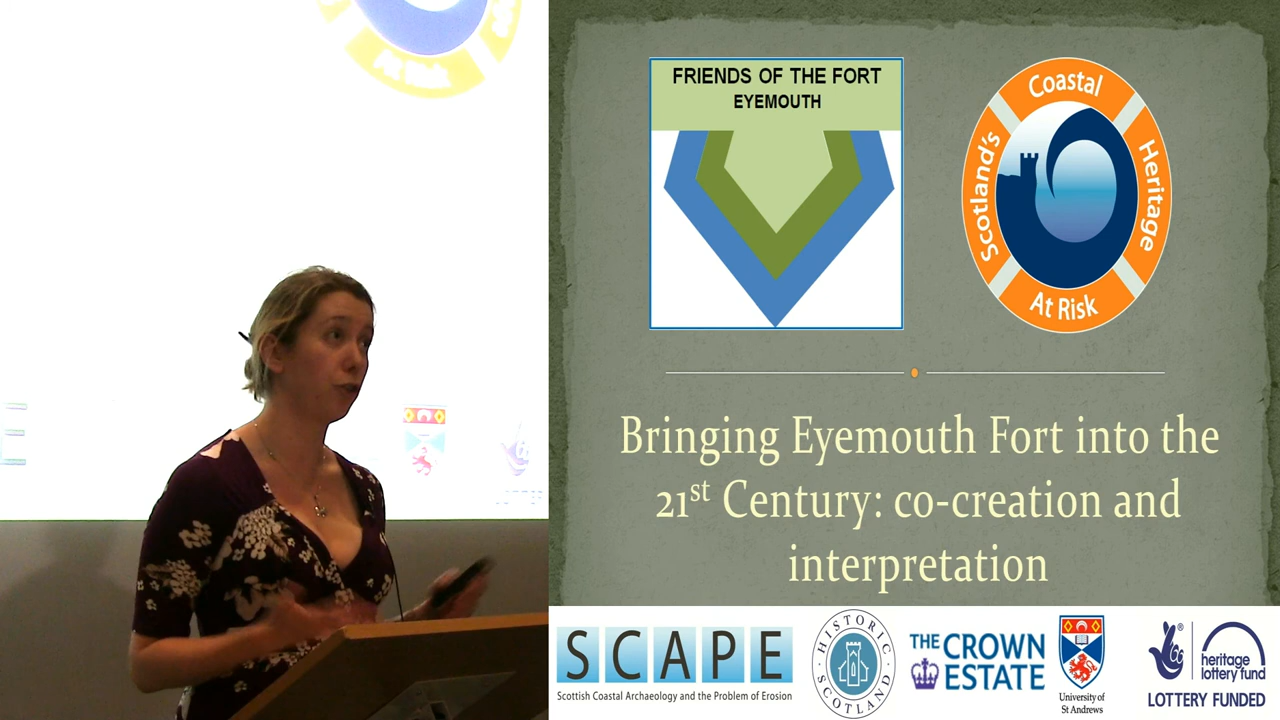 At Risk
FRIENDS OF THE FORT
EYEMOUTH
Coastal
Heritage
Scotland's
At Risk
Bringing Eyemouth Fort into the
21st Century: co-creation and
interpretation
SCAPE
Scottish Coastal Archaeology and the Problem of Erosion
HISTORIC
SCOTLAND
THE CROWN
ESTATE
University of
St Andrews
®
heritage
lottery fund
LOTTERY FUNDED